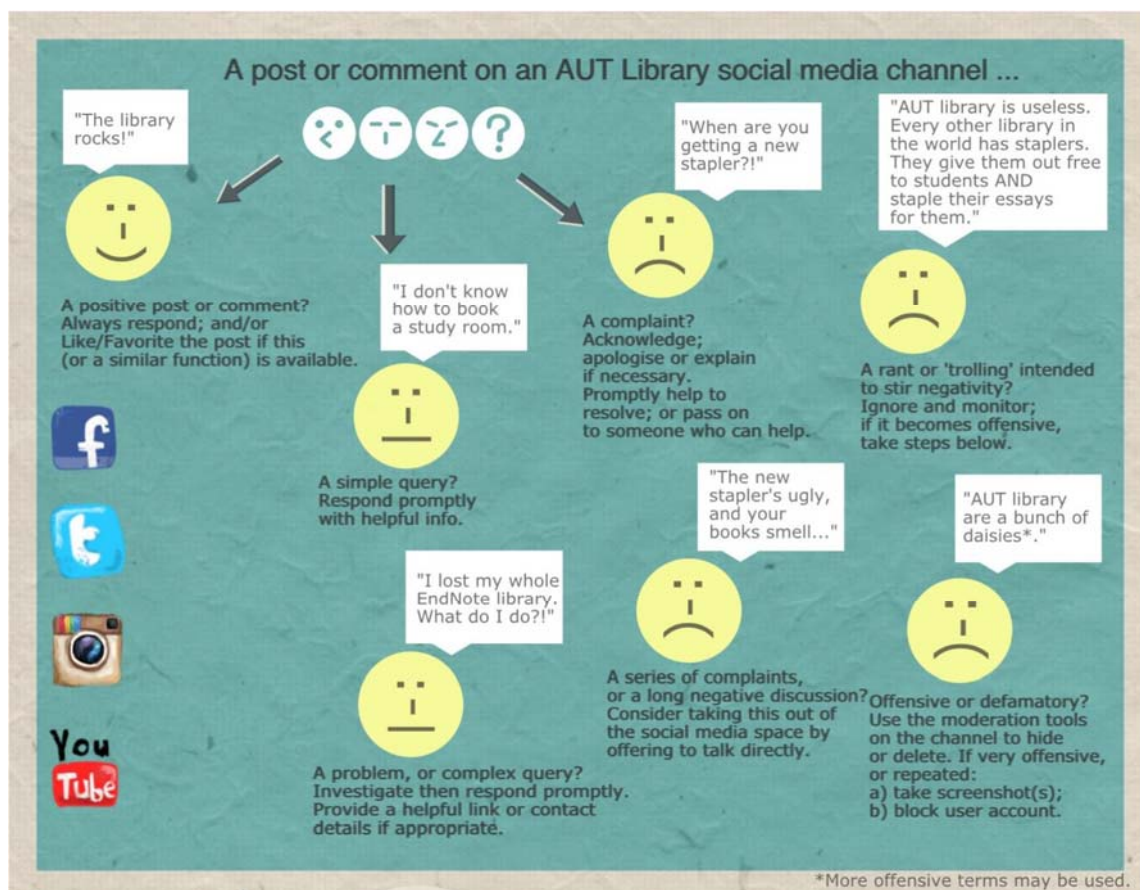 A post or comment on an AUT Library social media channel ...
"The library
rocks!"
A positive post or comment?
Always respond; and/or
Like/Favorite the post if this
(or a similar function) is available.
"I don't know
how to book
a study room."
A simple query?
Respond promptly
with helpful info.
"I lost my whole
EndNote library.
What do I do?!"
A problem, or complex query?
Investigate then respond promptly.
Provide a helpful link or contact
details if appropriate.
"When are you
getting a new
stapler?!"
A complaint?
Acknowledge;
apologise or explain
if necessary.
Promptly help to
resolve; or pass on
to someone who can help.
"The new
stapler's ugly,
and your
books smell..."
A series of complaints,
or a long negative discussion?
Consider taking this out of
the social media space by
offering to talk directly.
"AUT library is useless.
Every other library in
the world has staplers.
They give them out free
to students AND
staple their essays
for them."
A rant or 'trolling' intended
to stir negativity?
Ignore and monitor;
if it becomes offensive,
take steps below.
"AUT library
are a bunch of
daisies*."
Offensive or defamatory?
Use the moderation tools
on the channel to hide
or delete. If very offensive,
or repeated:
a) take screenshot(s);
b) block user account.
f
t
You
Tube
*More offensive terms may be used.